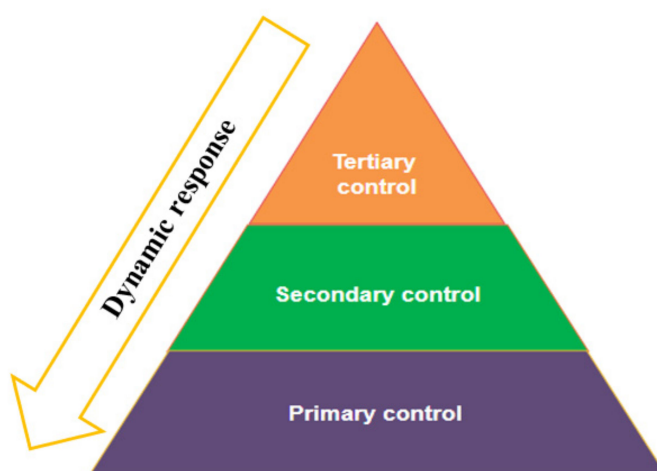 Dynamic response
Tertiary
control
Secondary control
Primary control